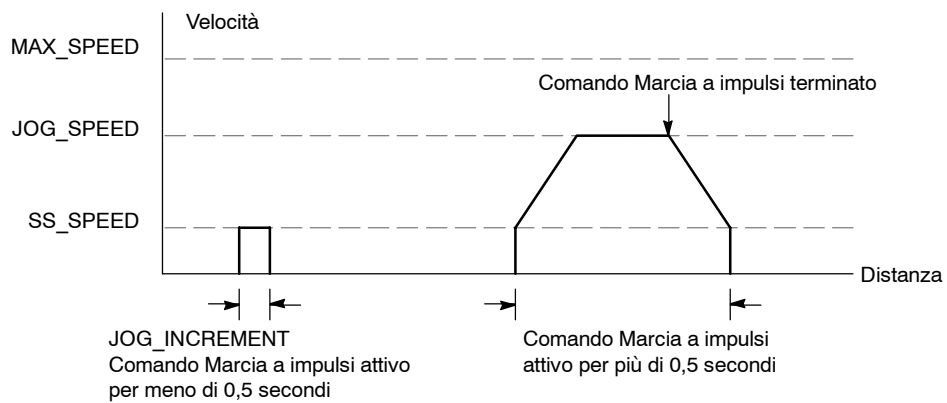 Velocità
MAX_SPEED
Comando Marcia a impulsi terminato
JOG_SPEED
SS_SPEED
Distanza
JOG_INCREMENT
Comando Marcia a impulsi attivo
per meno di 0,5 secondi
Comando Marcia a impulsi
attivo per più di 0,5 secondi